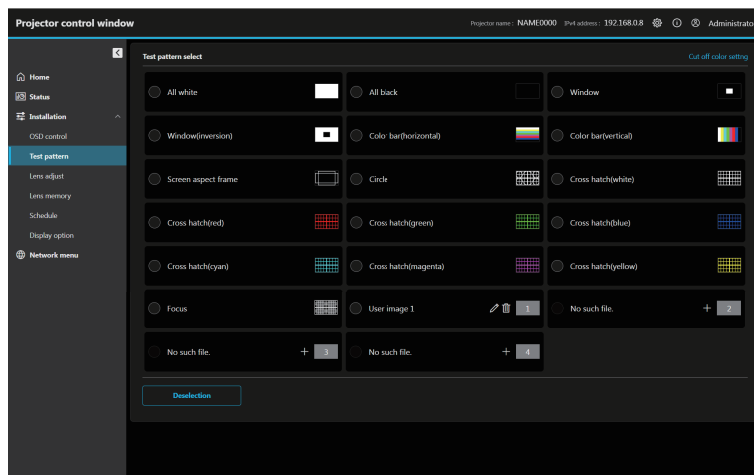 Projector control window
Projector name : NAME0000 IPv4 address : 192.168.0.8 Administrato
Home
Status
Installation
OSD control
Test pattern
Lens adjust
Lens memory
Schedule
Display option
Network menu
Test pattern select
Cut off color settng
All white
All back
Window
Window(inversion)
Color bar(horizontal)
Color bar(vertical)
Screen aspect frame
Circle
Cross hatch(white)
Cross hatch(red)
Cross hatch(green)
Cross hatch(blue)
Cross hatch(cyan)
Cross hatch(magenta)
Cross hatch(yellow)
Focus
User image 1 1
No such file. + 2
No such file. + 3
No such file. + 4
Deselection